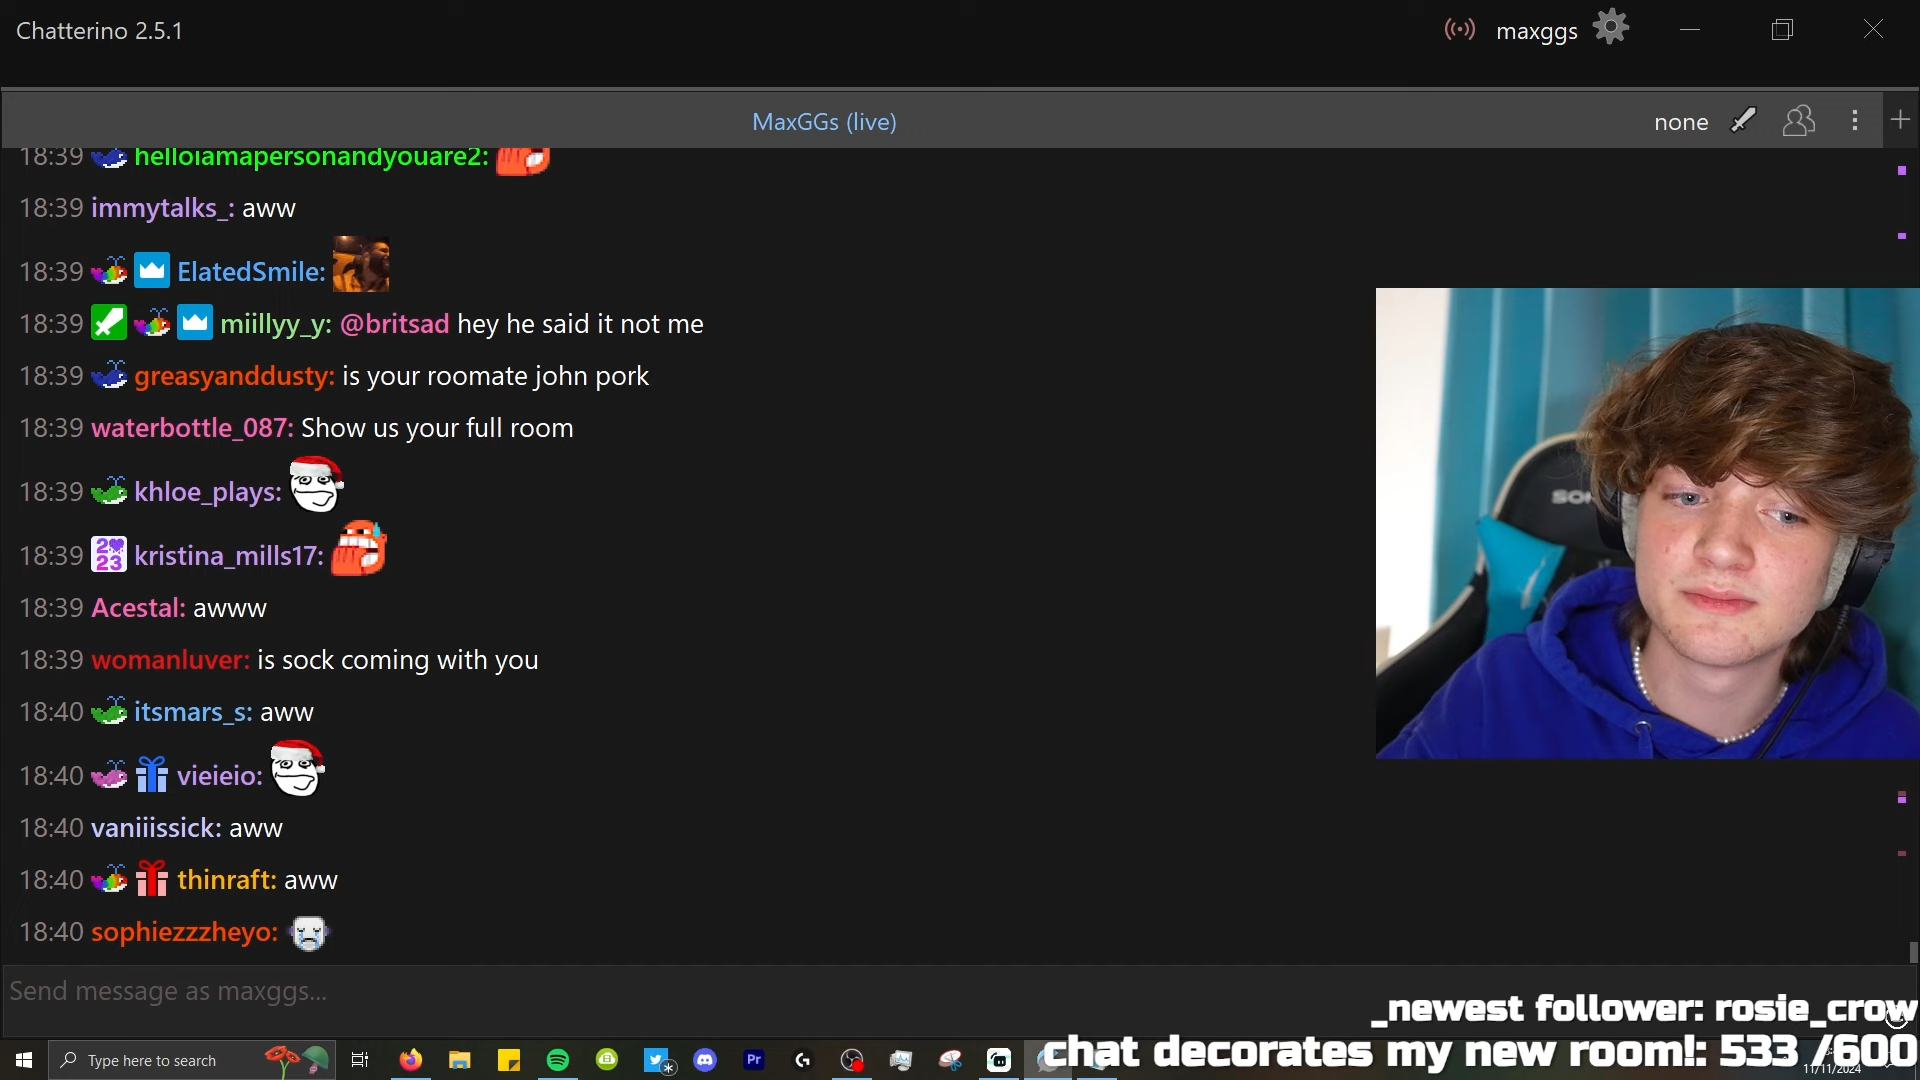 Chatterino 2.5.1
maxggs
MaxGGs (live)
none
18:39 helloiamapersonandyouare2:
18:39 immytalks_: aww
18:39 ElatedSmile:
18:39 miillyy_y: @britsad hey he said it not me
18:39 greasyanddusty: is your roomate john pork
18:39 waterbottle_087: Show us your full room
18:39 khloe_plays:
18:39 2023 kristina_mills17:
18:39 Acestal: awww
18:39 womanluver: is sock coming with you
18:40 itsmars_s: aww
18:40 vieieio:
18:40 vaniiissick: aww
18:40 thinraft: aww
18:40 sophiezzzheyo:
Send message as maxggs...
_newest follower: rosie_crow
chat decorates my new room!: 533 /600
Type here to search
Pr
11/11/2024